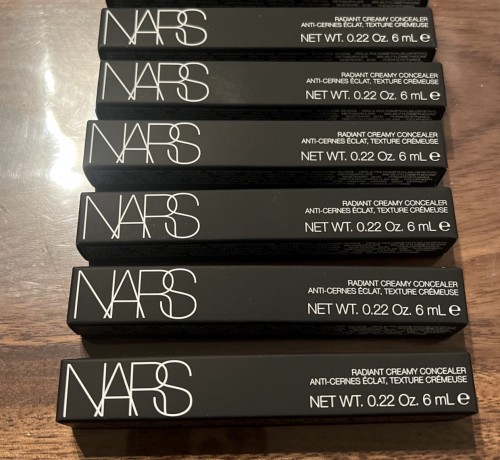 NARS
RADIANT CREAMY CONCEALER
ANTI-CERNES ÉCLAT, TEXTURE CRÉMEUSE
NET WT. 0.22 Oz. 6 mL ℮
NARS
RADIANT CREAMY CONCEALER
ANTI-CERNES ÉCLAT, TEXTURE CRÉMEUSE
NET WT. 0.22 Oz. 6 mL ℮
NARS
RADIANT CREAMY CONCEALER
ANTI-CERNES ÉCLAT, TEXTURE CRÉMEUSE
NET WT. 0.22 Oz. 6 mL ℮
NARS
RADIANT CREAMY CONCEALER
ANTI-CERNES ÉCLAT, TEXTURE CRÉMEUSE
NET WT. 0.22 Oz. 6 mL ℮
NARS
RADIANT CREAMY CONCEALER
ANTI-CERNES ÉCLAT, TEXTURE CRÉMEUSE
NET WT. 0.22 Oz. 6 mL ℮
NARS
RADIANT CREAMY CONCEALER
ANTI-CERNES ÉCLAT, TEXTURE CRÉMEUSE
NET WT. 0.22 Oz. 6 mL ℮